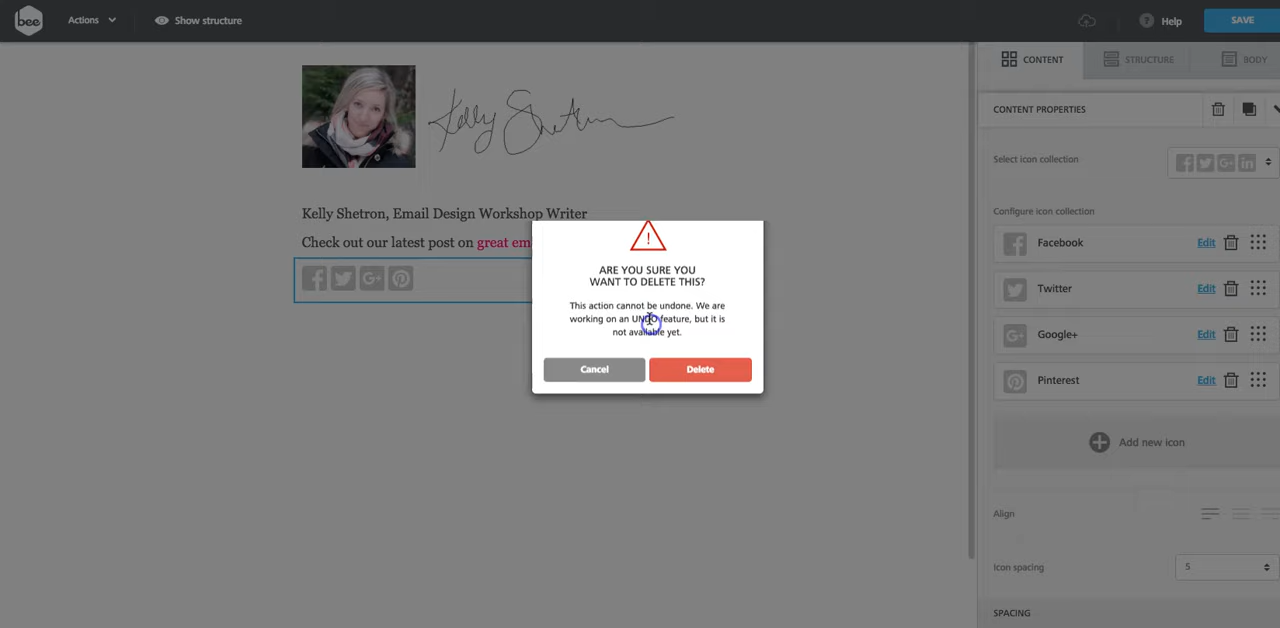 bee Actions Show structure Help SAVE
CONTENT STRUCTURE BODY
CONTENT PROPERTIES
Select icon collection
Configure icon collection
Facebook Edit
Twitter Edit
Google+ Edit
Pinterest Edit
Add new icon
Align
Icon spacing 5
SPACING
Kelly Shetron
Kelly Shetron, Email Design Workshop Writer
Check out our latest post on great em
ARE YOU SURE YOU
WANT TO DELETE THIS?
This action cannot be undone. We are
working on an UNDO feature, but it is
not available yet.
Cancel Delete